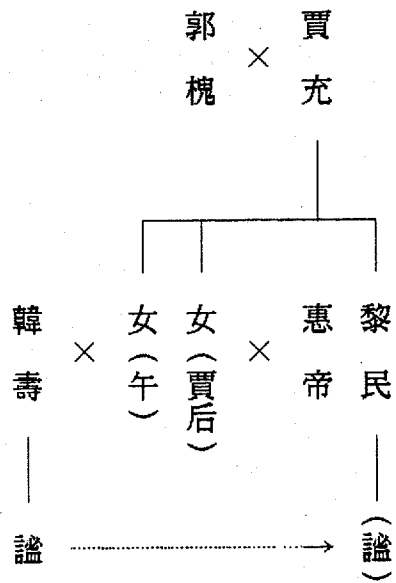 賈充
×
郭槐
黎民
(謐)
惠帝
×
女(賈后)
女(午)
×
韓壽
謐